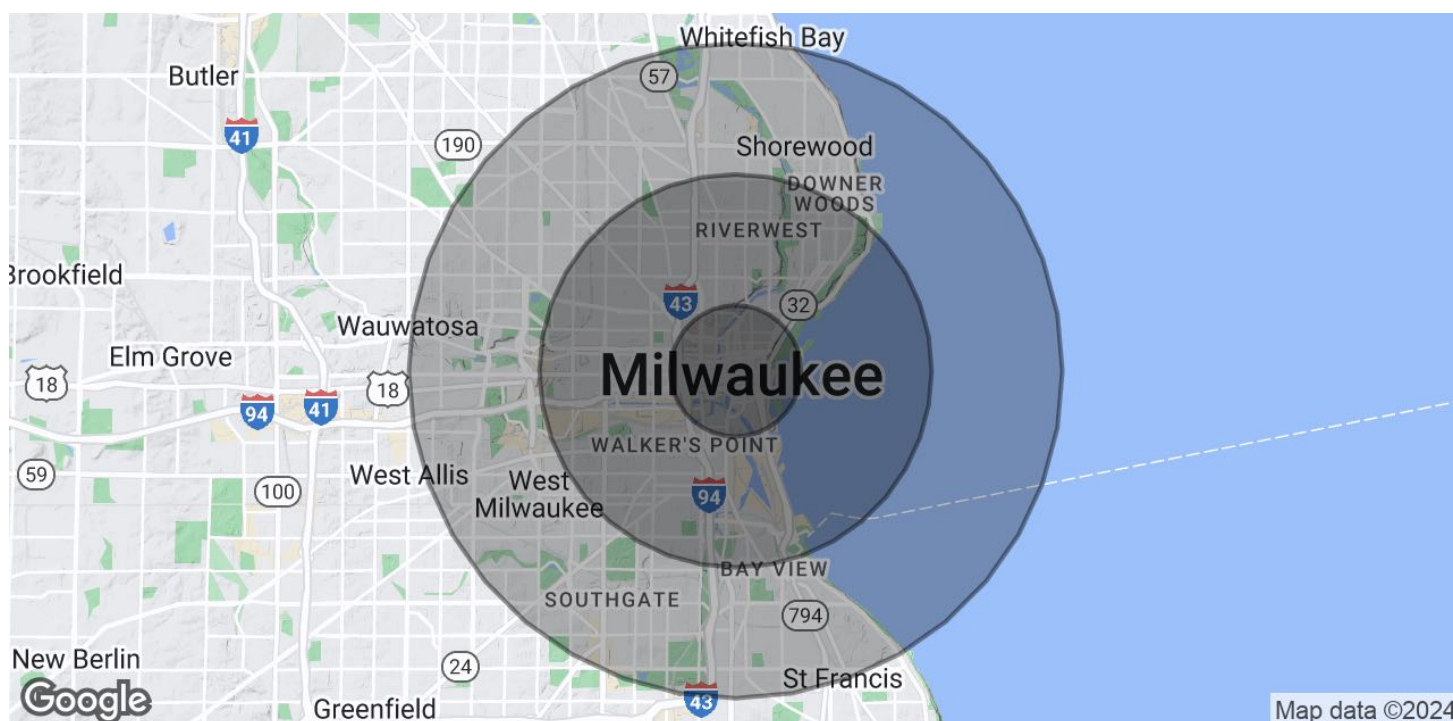 Whitefish Bay
Butler
57
41
190
Shorewood
DOWNER
WOODS
RIVERWEST
Brookfield
43
32
Wauwatosa
Elm Grove
Milwaukee
18
18
94
41
WALKER'S POINT
West Allis
59
100
West
Milwaukee
94
BAY VIEW
SOUTHGATE
794
New Berlin
24
St Francis
Google
43
Greenfield
Map data ©2024